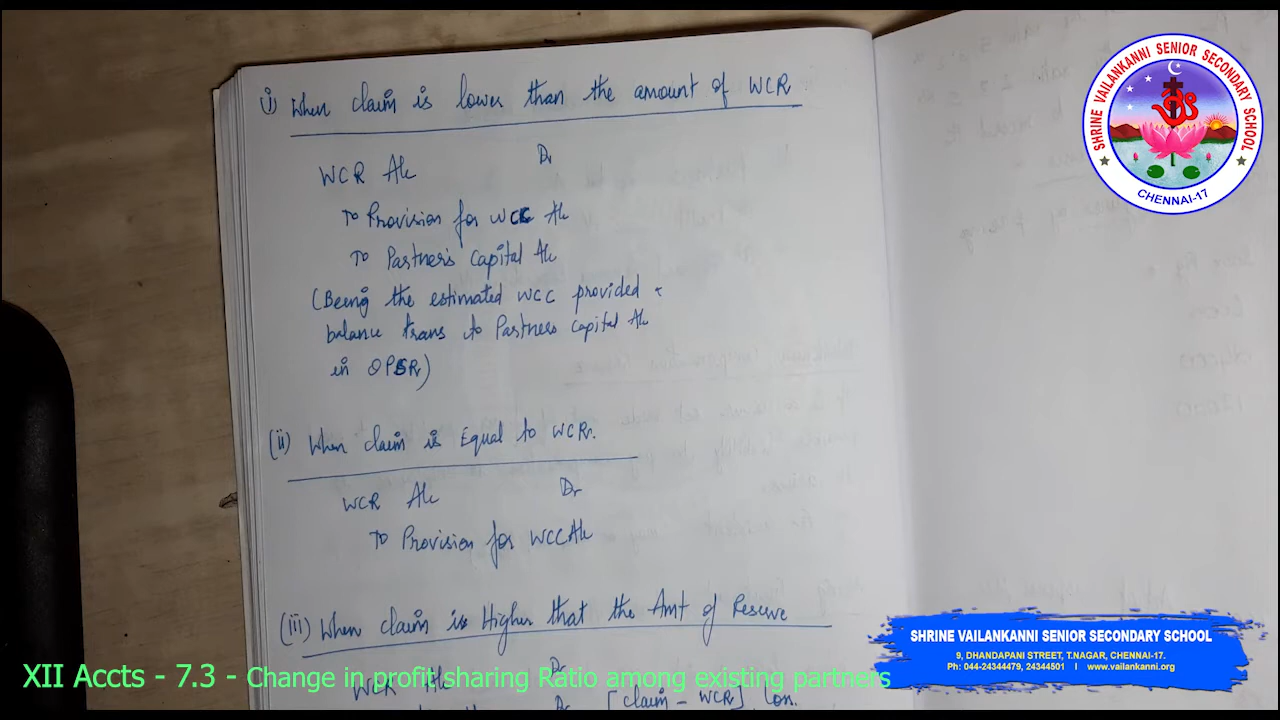 i) When claim is lower than the amount of WCR
WCR A/c Dr
To Provision for WCC A/c
To Partner's Capital A/c
(Being the estimated WCC provided &
balance trans to Partners Capital A/c
in OPSR)
(ii) When claim is Equal to WCR.
WCR A/c Dr
To Provision for WCC A/c
(iii) When claim is Higher that the Amt of Reserve
WCR A/c Dr
Dr [claim - WCR]
SHRINE VAILANKANNI SENIOR SECONDARY SCHOOL
CHENNAI-17
SHRINE VAILANKANNI SENIOR SECONDARY SCHOOL
9, DHANDAPANI STREET, T.NAGAR, CHENNAI-17.
Ph: 044-24344479, 24344501 I www.vailankanni.org
XII Accts - 7.3 - Change in profit sharing Ratio among existing partners